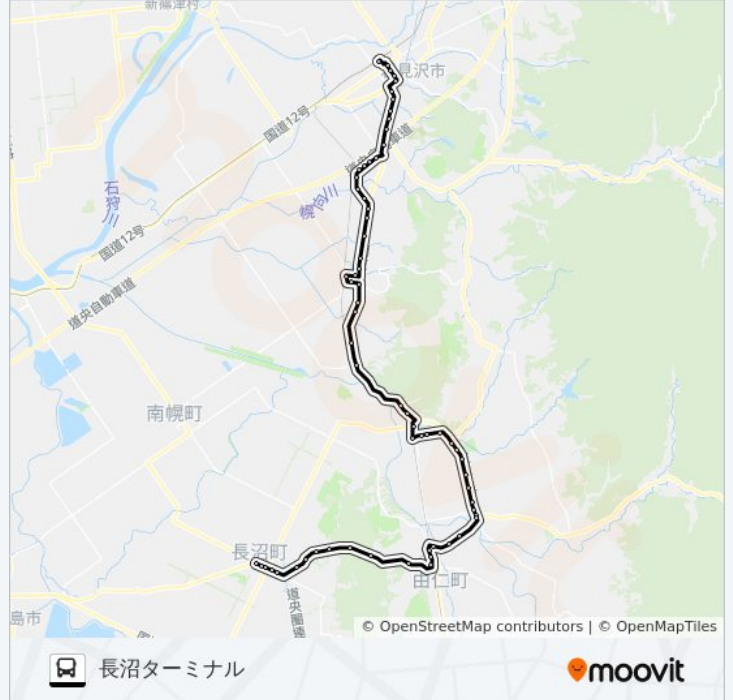 新篠津村
見沢市
国道12号
道央自動車道
石狩川
幌向川
国道12号
道央自動車道
南幌町
長沼町
由仁町
道央圏連
島市
© OpenStreetMap contributors | © OpenMapTiles
長沼ターミナル
moovit